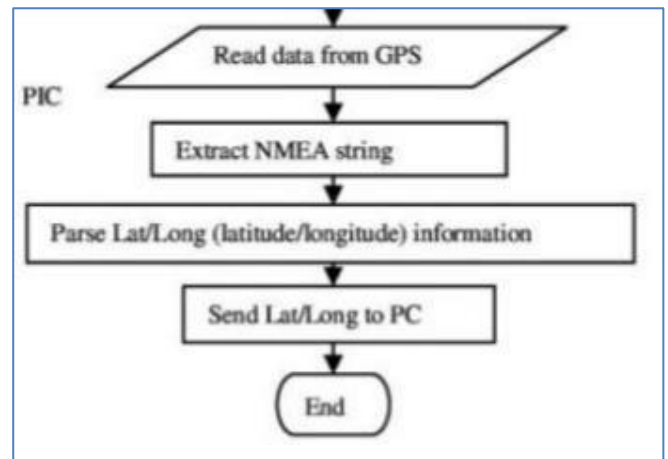 Read data from GPS
PIC
Extract NMEA string
Parse Lat/Long (latitude/longitude) information
Send Lat/Long to PC
End